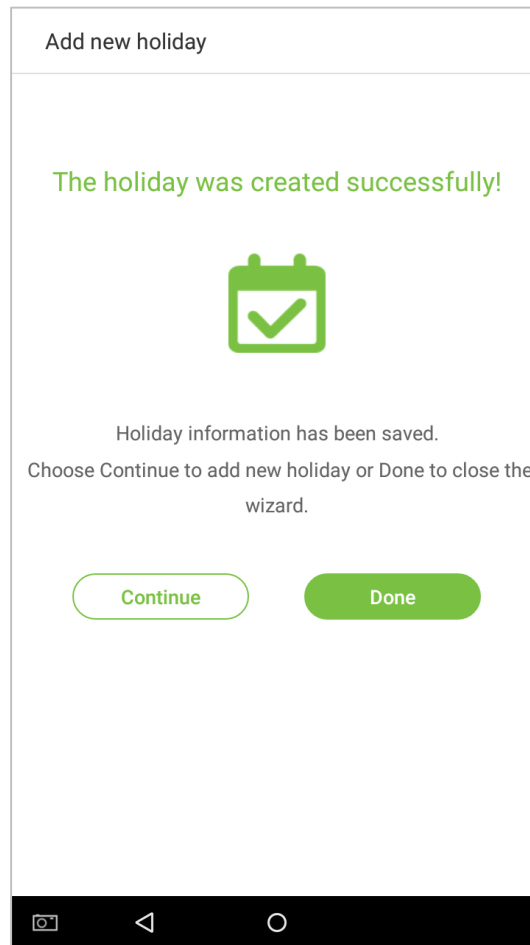 Add new holiday
The holiday was created successfully!
Holiday information has been saved.
Choose Continue to add new holiday or Done to close the
wizard.
Continue
Done